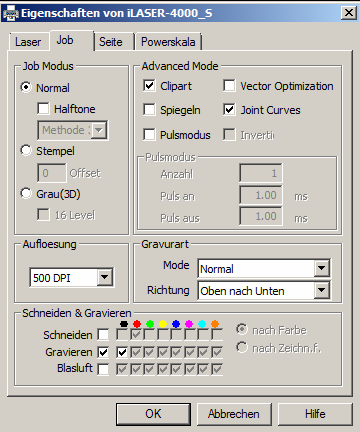 Eigenschaften von iLASER-4000_S
Laser Job Seite Powerskala
Job Modus
Normal
Halftone
Stempel
0 Offset
Grau(3D)
16 Level
Advanced Mode
Clipart Vector Optimization
Spiegeln Joint Curves
Pulsmodus
Pulsmodus
Anzahl 1
Puls an 1.00 ms
Puls aus 1.00 ms
Aufloesung
500 DPI
Gravurart
Mode Normal
Richtung Oben nach Unten
Schneiden & Gravieren
Schneiden
Gravieren
Blasluft
nach Farbe
nach Zeichn.f.
OK Abbrechen Hilfe